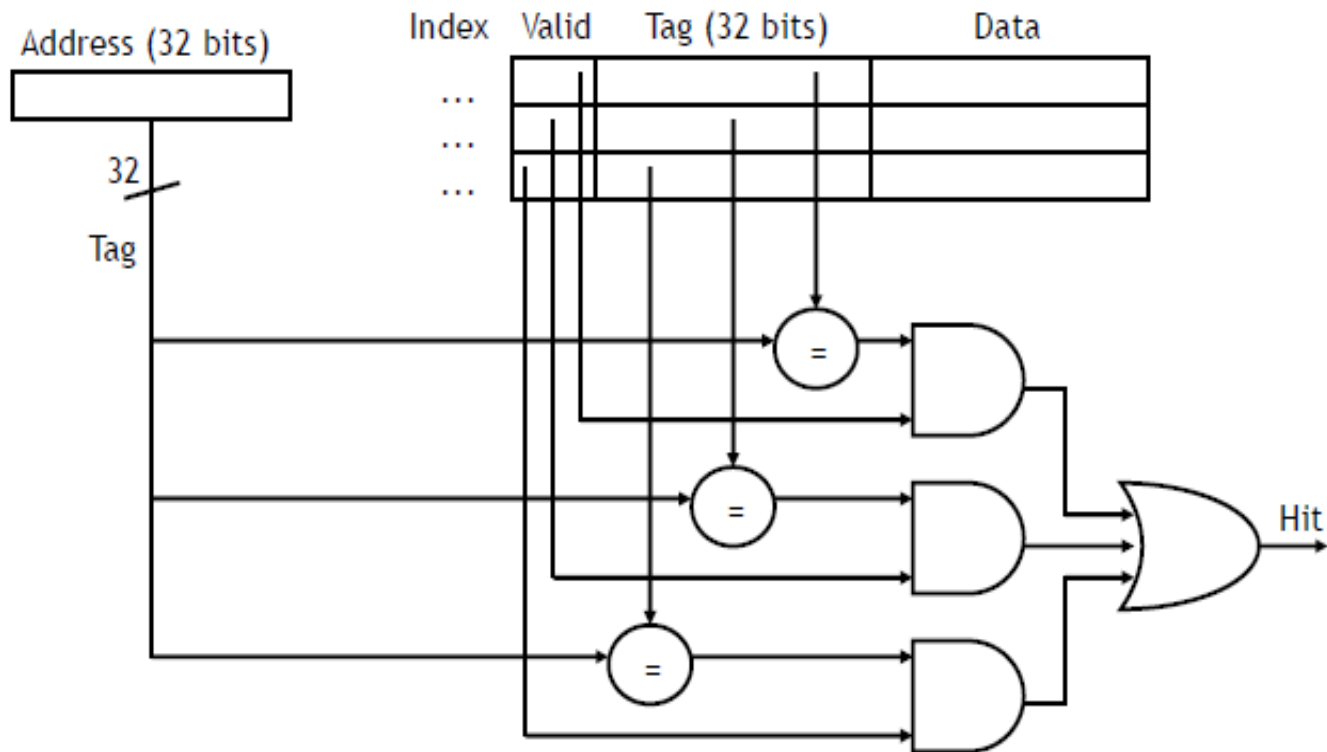 Address (32 bits)
Index Valid Tag (32 bits) Data
...
...
...
32
Tag
=
=
=
Hit